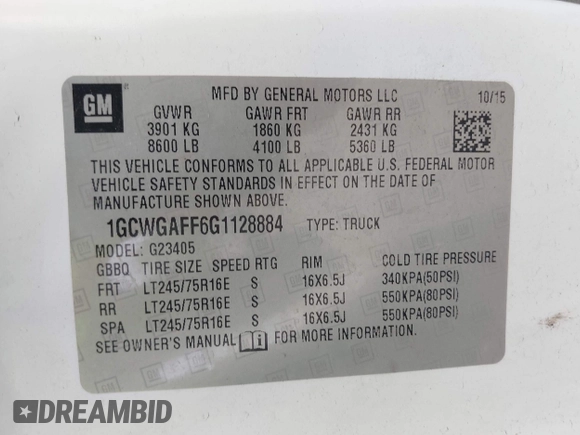 GM
MFD BY GENERAL MOTORS LLC 10/15
GVWR GAWR FRT GAWR RR
3901 KG 1860 KG 2431 KG
8600 LB 4100 LB 5360 LB
THIS VEHICLE CONFORMS TO ALL APPLICABLE U.S. FEDERAL MOTOR
VEHICLE SAFETY STANDARDS IN EFFECT ON THE DATE OF
MANUFACTURE SHOWN ABOVE.
1GCWGAFF6G1128884 TYPE: TRUCK
MODEL: G23405
GBBQ TIRE SIZE SPEED RTG RIM COLD TIRE PRESSURE
FRT LT245/75R16E S 16X6.5J 340KPA(50PSI)
RR LT245/75R16E S 16X6.5J 550KPA(80PSI)
SPA LT245/75R16E S 16X6.5J 550KPA(80PSI)
SEE OWNER'S MANUAL FOR MORE INFORMATION.
DREAMBID